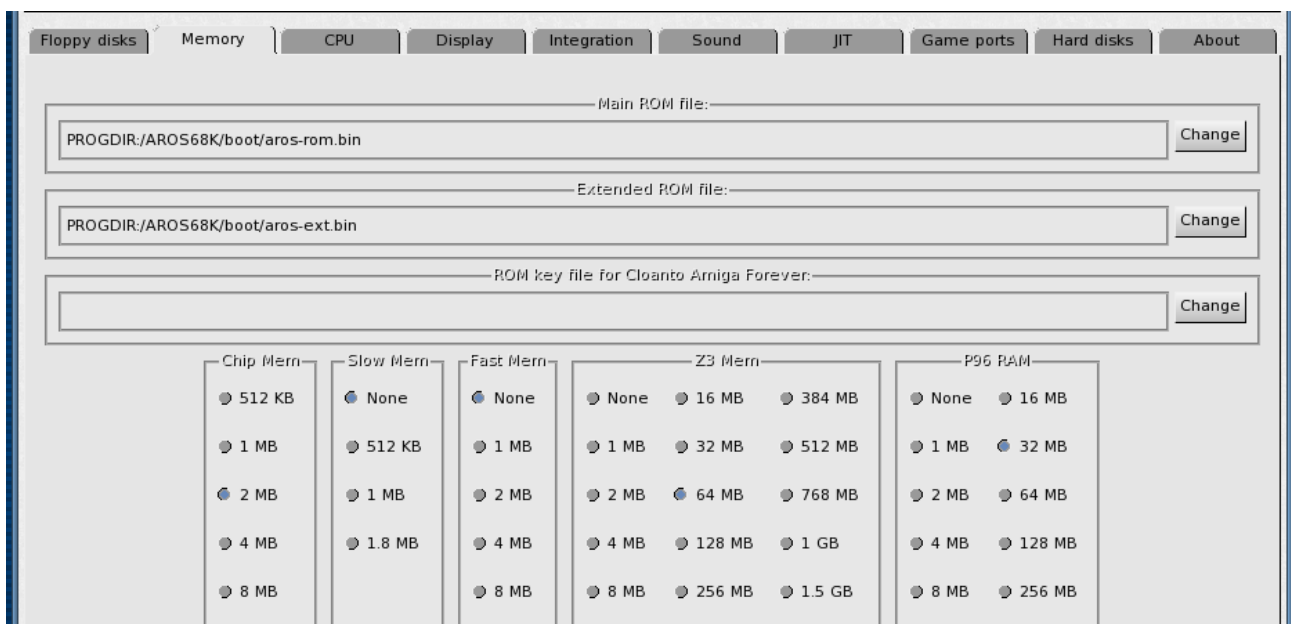 Floppy disks Memory CPU Display Integration Sound JIT Game ports Hard disks About
Main ROM file:
PROGDIR:/AROS68K/boot/aros-rom.bin Change
Extended ROM file:
PROGDIR:/AROS68K/boot/aros-ext.bin Change
ROM key file for Cloanto Amiga Forever:
Change
Chip Mem Slow Mem Fast Mem Z3 Mem P96 RAM
512 KB None None None 16 MB 384 MB None 16 MB
1 MB 512 KB 1 MB 1 MB 32 MB 512 MB 1 MB 32 MB
2 MB 1 MB 2 MB 2 MB 64 MB 768 MB 2 MB 64 MB
4 MB 1.8 MB 4 MB 4 MB 128 MB 1 GB 4 MB 128 MB
8 MB 8 MB 8 MB 256 MB 1.5 GB 8 MB 256 MB